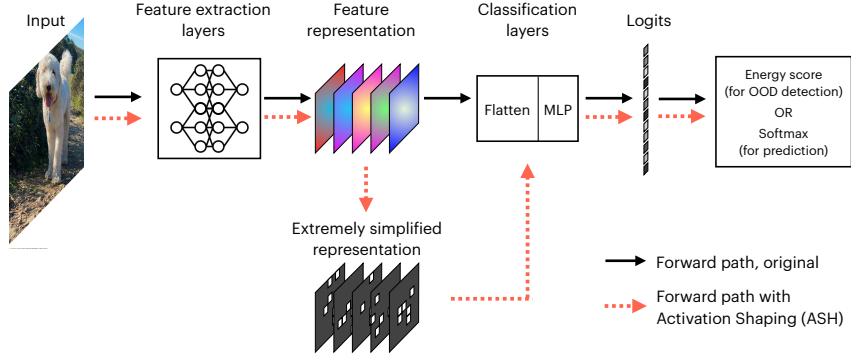 Input
Feature extraction
layers
Feature
representation
Classification
layers
Logits
Flatten
MLP
Energy score
(for OOD detection)
OR
Softmax
(for prediction)
Extremely simplified
representation
Forward path, original
Forward path with
Activation Shaping (ASH)